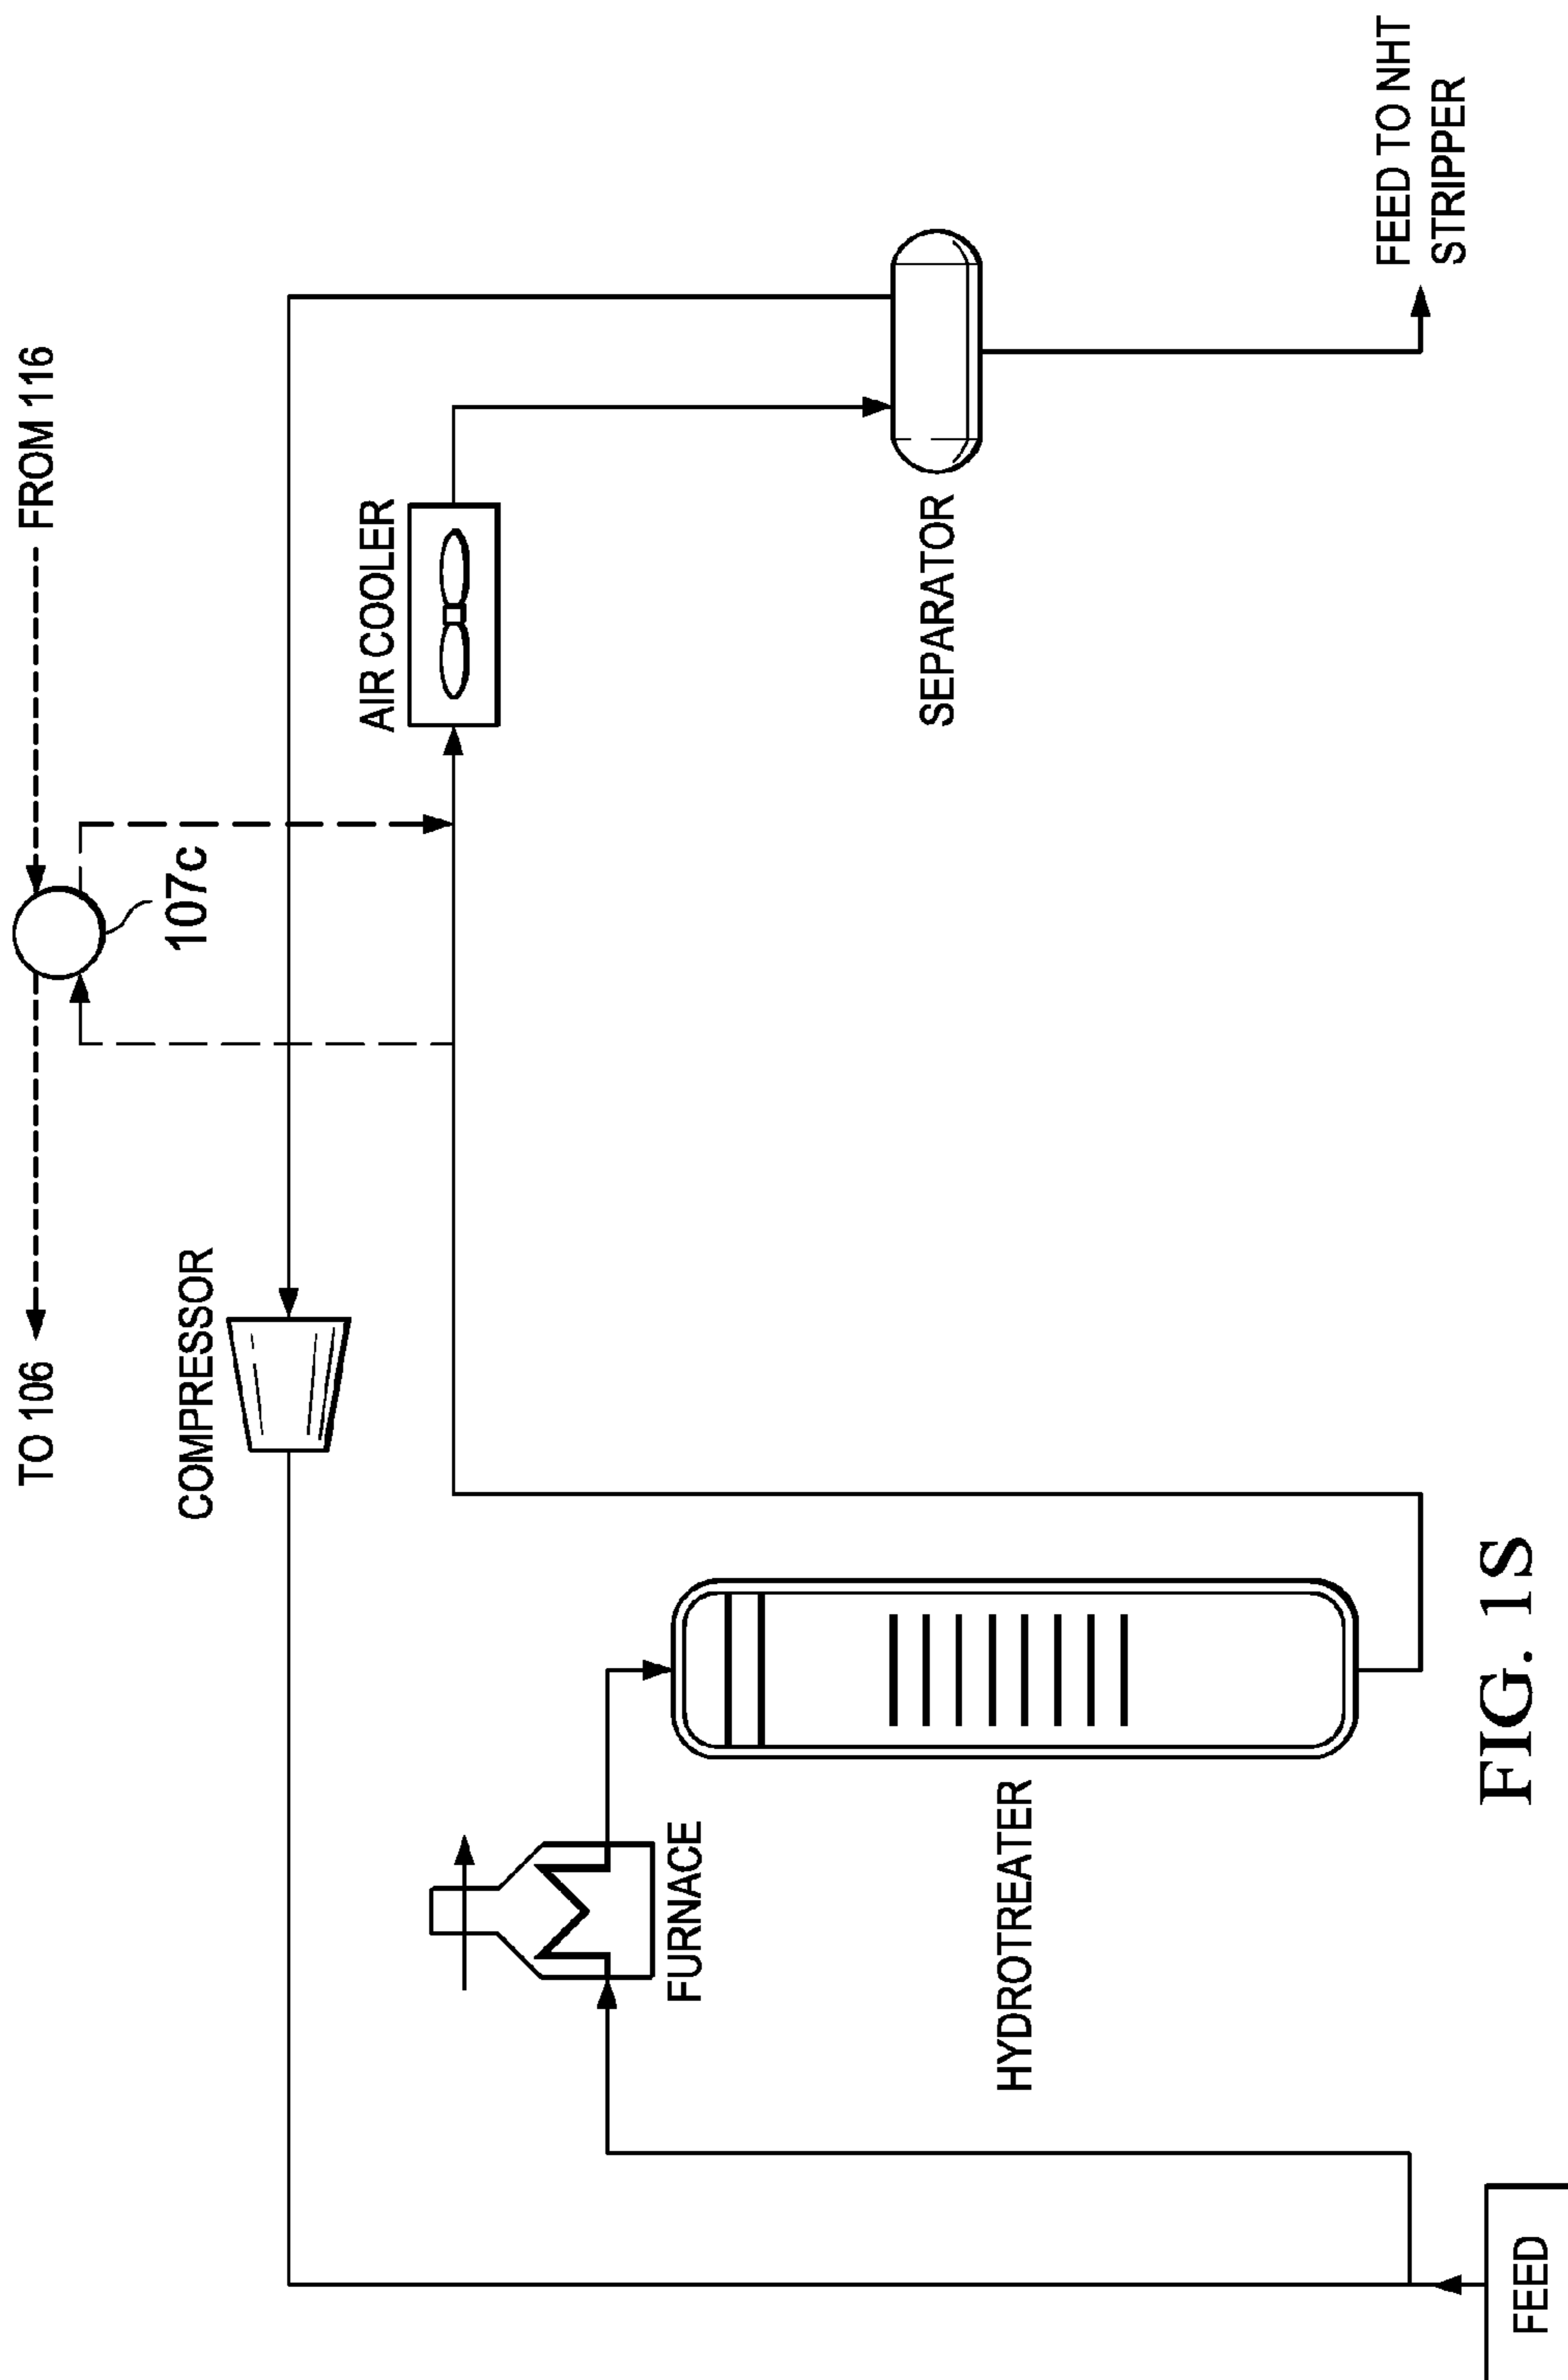 TO 106
FROM 116
107c
COMPRESSOR
AIR COOLER
FURNACE
SEPARATOR
HYDROTREATER
FEED TO NHT
STRIPPER
FEED
FIG. 1S